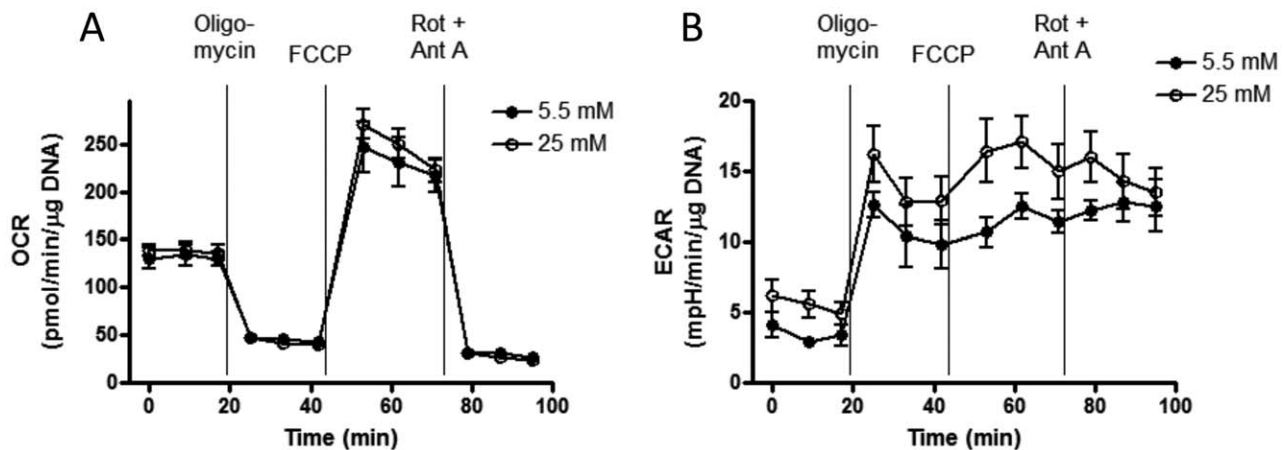 A
Oligo-
mycin
FCCP
Rot +
Ant A
5.5 mM
25 mM
OCR
(pmol/min/μg DNA)
250
200
150
100
50
0
0 20 40 60 80 100
Time (min)
B
Oligo-
mycin
FCCP
Rot +
Ant A
5.5 mM
25 mM
ECAR
(mpH/min/μg DNA)
20
15
10
5
0
0 20 40 60 80 100
Time (min)